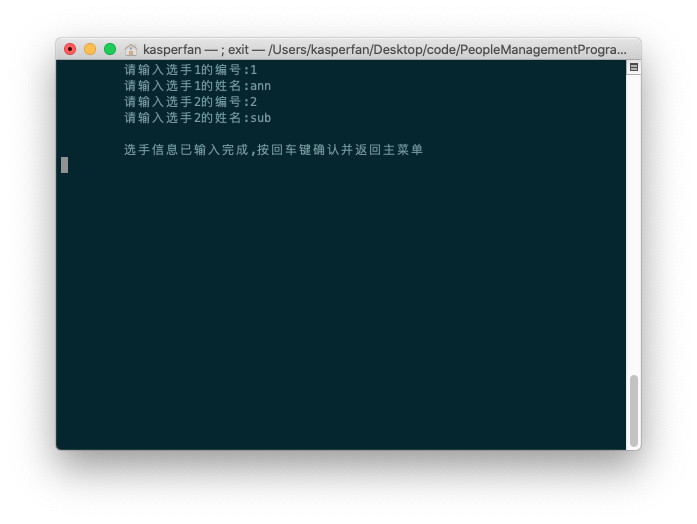 kasperfan — ; exit — /Users/kasperfan/Desktop/code/PeopleManagementProgra...
请输入选手1的编号:1
请输入选手1的姓名:ann
请输入选手2的编号:2
请输入选手2的姓名:sub
选手信息已输入完成,按回车键确认并返回主菜单